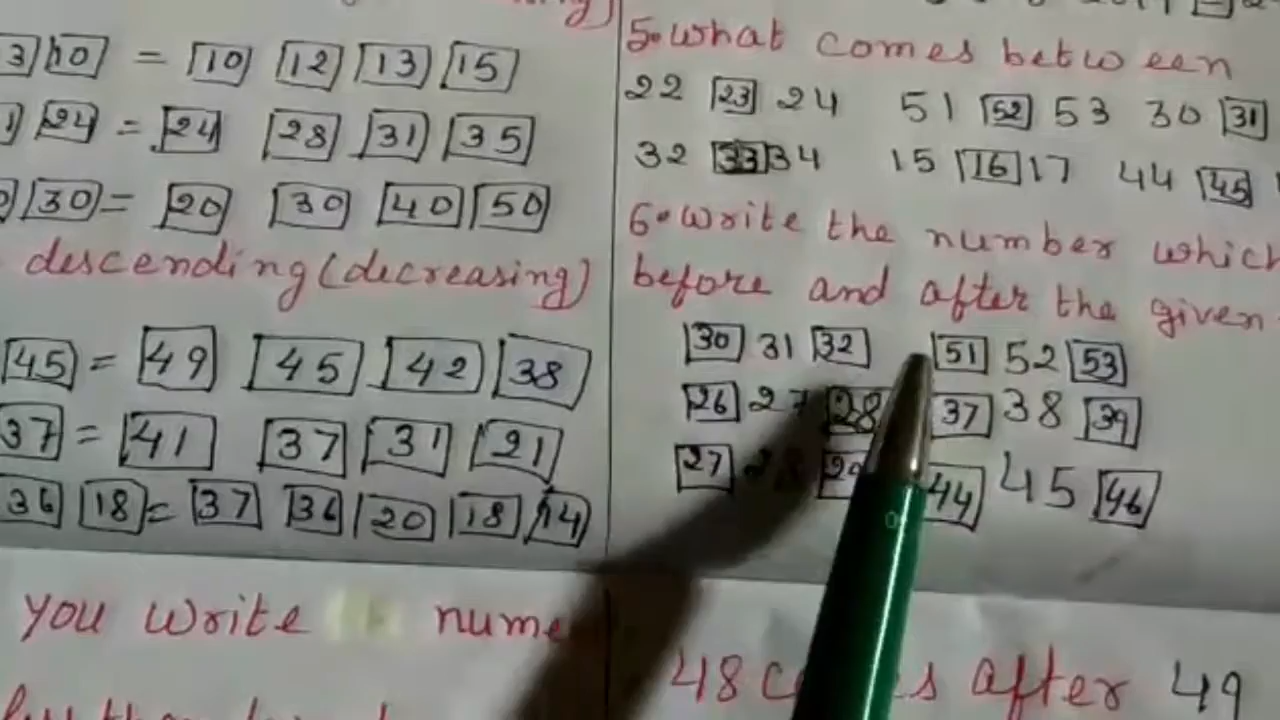 10 = 10 12 13 15
24 = 24 28 31 35
30 = 20 30 40 50
descending (decreasing)
45 = 49 45 42 38
37 = 41 37 31 21
36 18 = 37 36 20 18 14
you write nume
5. what comes between
22 23 24 51 52 53 30 31
32 33 34 15 16 17 44 45
6. write the number which
before and after the given
30 31 32 51 52 53
26 27 28 37 38 39
27 28 29 44 45 46
48 after 49